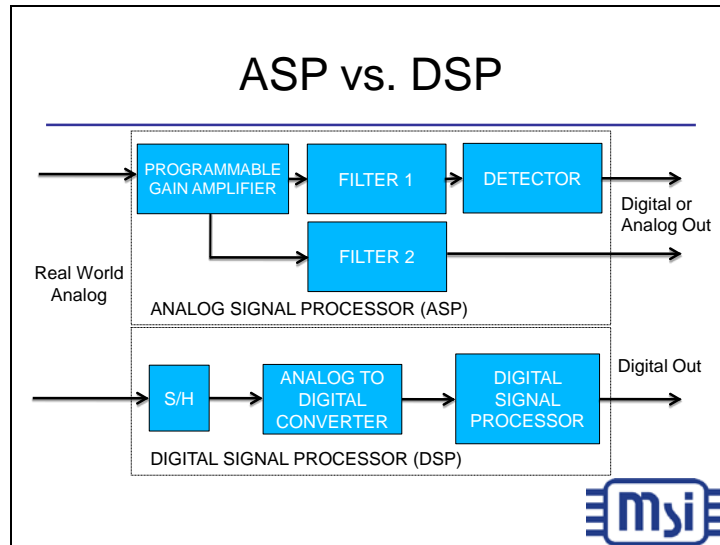 ASP vs. DSP
PROGRAMMABLE
GAIN AMPLIFIER
FILTER 1
DETECTOR
Digital or
Analog Out
FILTER 2
Real World
Analog
ANALOG SIGNAL PROCESSOR (ASP)
S/H
ANALOG TO
DIGITAL
CONVERTER
DIGITAL
SIGNAL
PROCESSOR
Digital Out
DIGITAL SIGNAL PROCESSOR (DSP)
msi